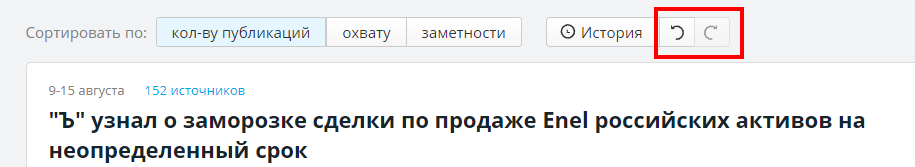 Сортировать по: кол-ву публикаций охвату заметности История
9-15 августа 152 источников
"Ъ" узнал о заморозке сделки по продаже Enel российских активов на
неопределенный срок